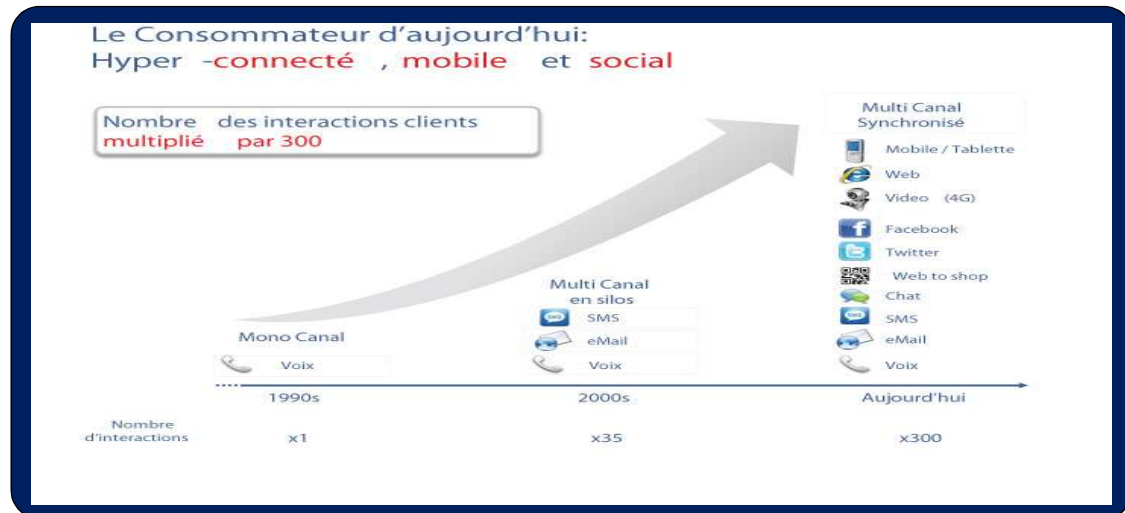 Le Consommateur d'aujourd'hui:
Hyper -connecté , mobile et social
Nombre des interactions clients
multiplié par 300
Multi Canal
Synchronisé
Mobile / Tablette
Web
Video (4G)
Facebook
Twitter
Web to shop
Chat
SMS
eMail
Voix
Multi Canal
en silos
SMS
eMail
Voix
Mono Canal
Voix
1990s
2000s
Aujourd'hui
Nombre
d'interactions
x1
x35
x300